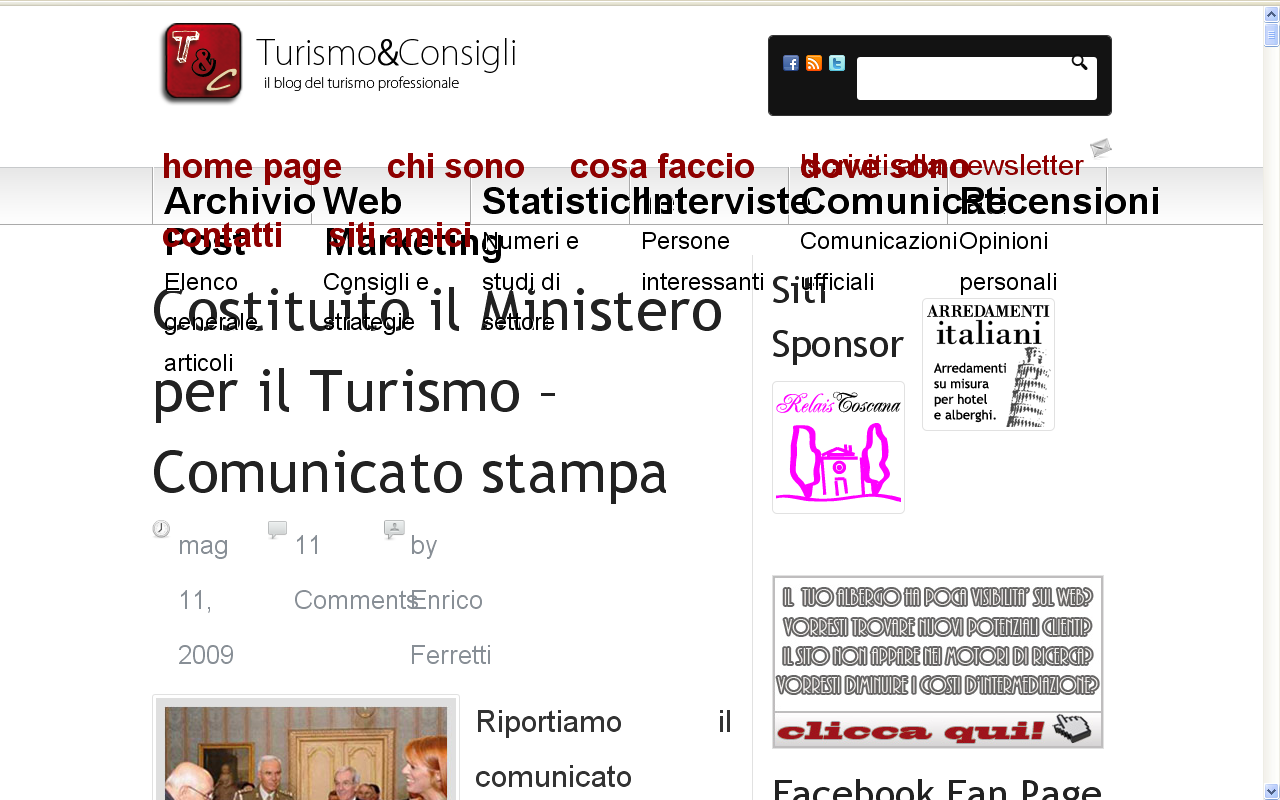 T&C
Turismo&Consigli
il blog del turismo professionale
home page
chi sono
cosa faccio
dove sono
Iscriviti alla newsletter
contatti
siti amici
Archivio
Post
Elenco
generale
articoli
Web
Marketing
Consigli e
strategie
Statistiche
Numeri e
studi di
settore
Interviste
Persone
interessanti
Comunicati
Comunicazioni
ufficiali
Recensioni
Opinioni
personali
Costituito il Ministero
per il Turismo –
Comunicato stampa
mag
11,
2009
11
Comments
by
Enrico
Ferretti
Riportiamo il
comunicato
Siti
Sponsor
Relais Toscana
ARREDAMENTI
italiani
Arredamenti
su misura
per hotel
e alberghi.
IL TUO ALBERGO HA POCA VISIBILITA' SUL WEB?
VORRESTI TROVARE NUOVI POTENZIALI CLIENTI?
IL SITO NON APPARE NEI MOTORI DI RICERCA?
VORRESTI DIMINUIRE I COSTI D'INTERMEDIAZIONE?
clicca qui!
Facebook Fan Page